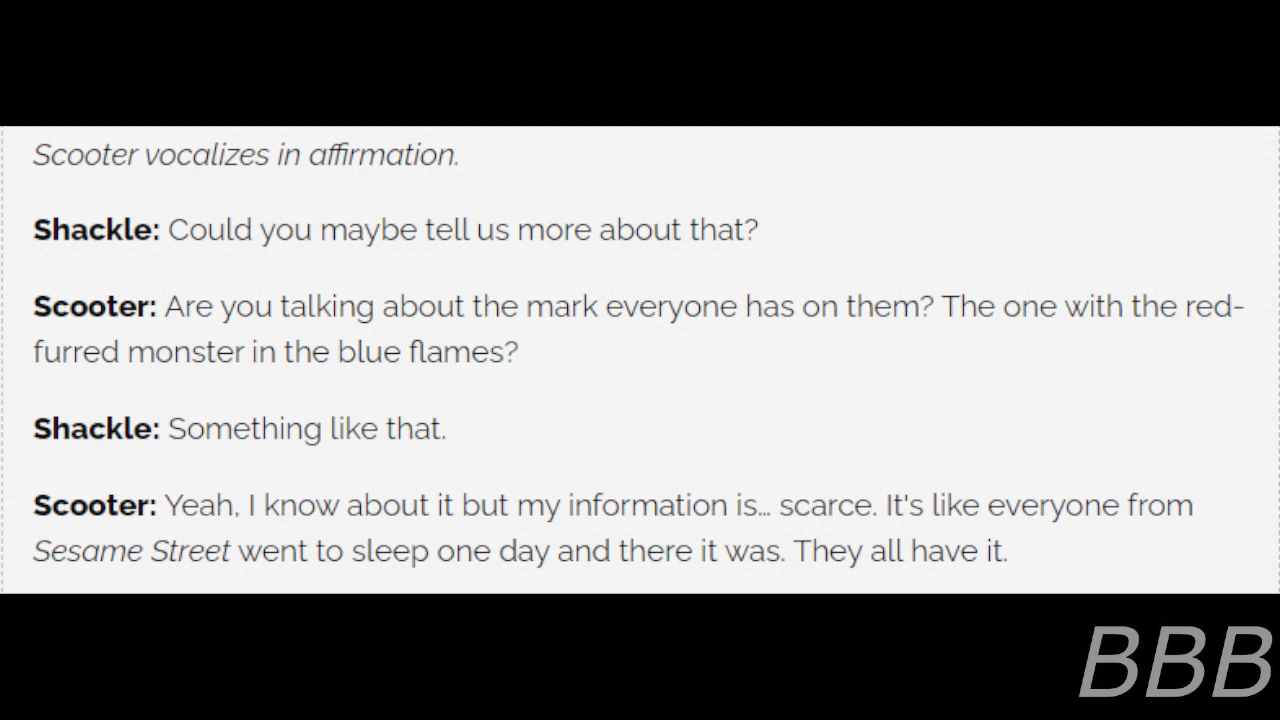 Scooter vocalizes in affirmation.
Shackle: Could you maybe tell us more about that?
Scooter: Are you talking about the mark everyone has on them? The one with the red-
furred monster in the blue flames?
Shackle: Something like that.
Scooter: Yeah, I know about it but my information is… scarce. It's like everyone from
Sesame Street went to sleep one day and there it was. They all have it.
BBB